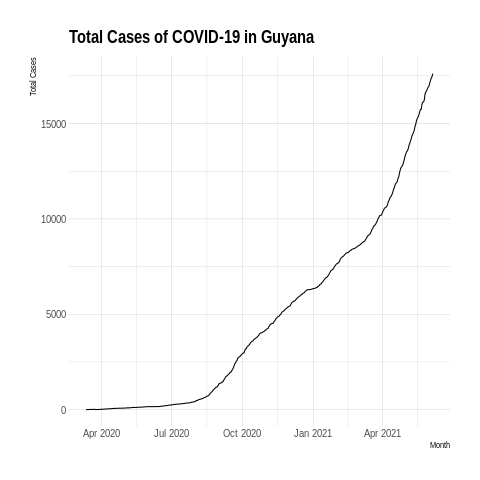 Total Cases of COVID-19 in Guyana
Total Cases
15000
10000
5000
0
Apr 2020 Jul 2020 Oct 2020 Jan 2021 Apr 2021
Month